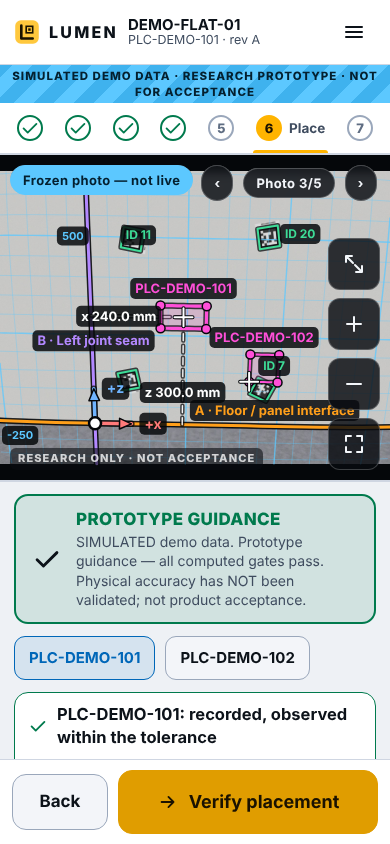 LUMEN
DEMO-FLAT-01
PLC-DEMO-101 · rev A
SIMULATED DEMO DATA · RESEARCH PROTOTYPE · NOT
FOR ACCEPTANCE
5
6 Place
7
Frozen photo — not live
‹ Photo 3/5 ›
500
ID 11
ID 20
PLC-DEMO-101
x 240.0 mm
B · Left joint seam
PLC-DEMO-102
ID 7
+z
z 300.0 mm
A · Floor / panel interface
+x
-250
RESEARCH ONLY · NOT ACCEPTANCE
PROTOTYPE GUIDANCE
SIMULATED demo data. Prototype
guidance — all computed gates pass.
Physical accuracy has NOT been
validated; not product acceptance.
PLC-DEMO-101
PLC-DEMO-102
PLC-DEMO-101: recorded, observed
within the tolerance
Back
→ Verify placement